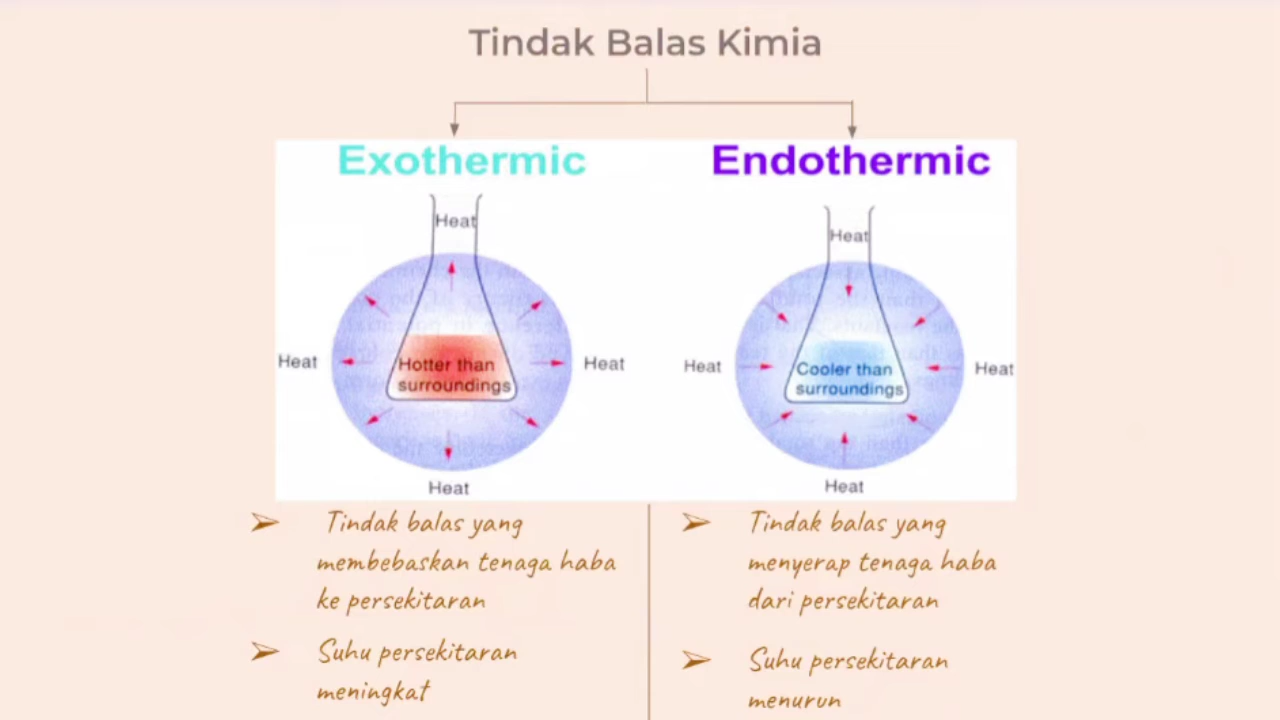 Tindak Balas Kimia
Exothermic
Heat
Heat
Hotter than
surroundings
Heat
Heat
Endothermic
Heat
Heat
Cooler than
surroundings
Heat
Heat
➢ Tindak balas yang
membebaskan tenaga haba
ke persekitaran
➢ Suhu persekitaran
meningkat
➢ Tindak balas yang
menyerap tenaga haba
dari persekitaran
➢ Suhu persekitaran
menurun